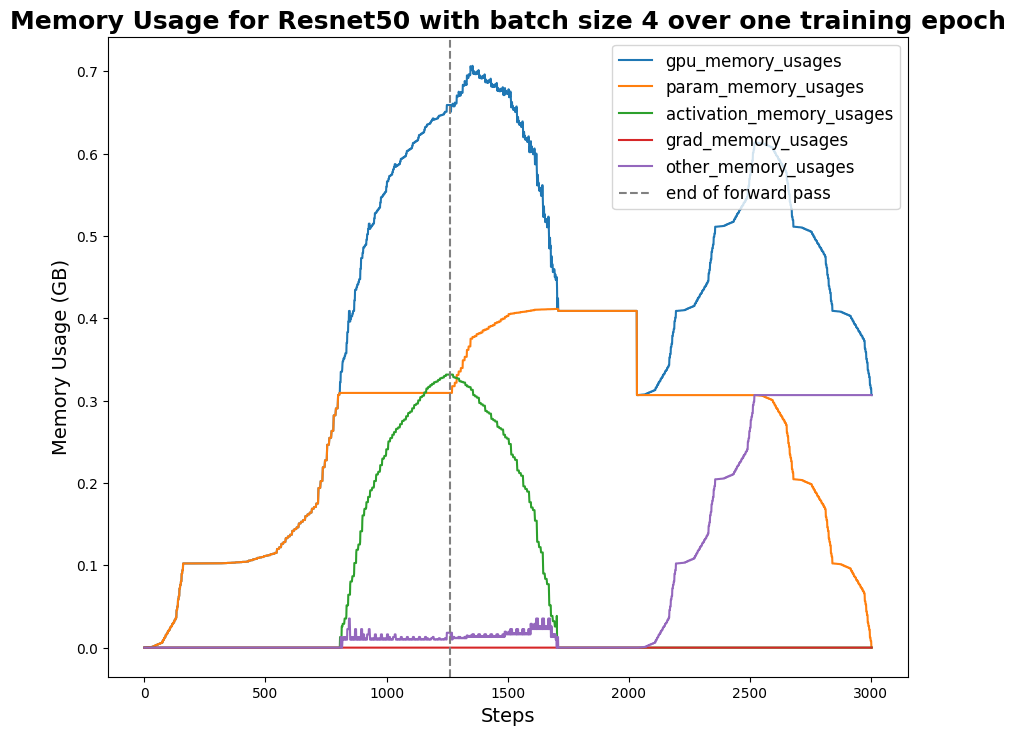 Memory Usage for Resnet50 with batch size 4 over one training epoch
gpu_memory_usages
param_memory_usages
activation_memory_usages
grad_memory_usages
other_memory_usages
end of forward pass
Memory Usage (GB)
0.7
0.6
0.5
0.4
0.3
0.2
0.1
0.0
0
500
1000
1500
2000
2500
3000
Steps